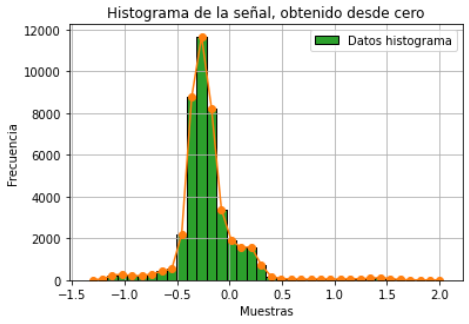 Histograma de la señal, obtenido desde cero
Datos histograma
12000
10000
8000
6000
4000
2000
0
Frecuencia
−1.5 −1.0 −0.5 0.0 0.5 1.0 1.5 2.0
Muestras